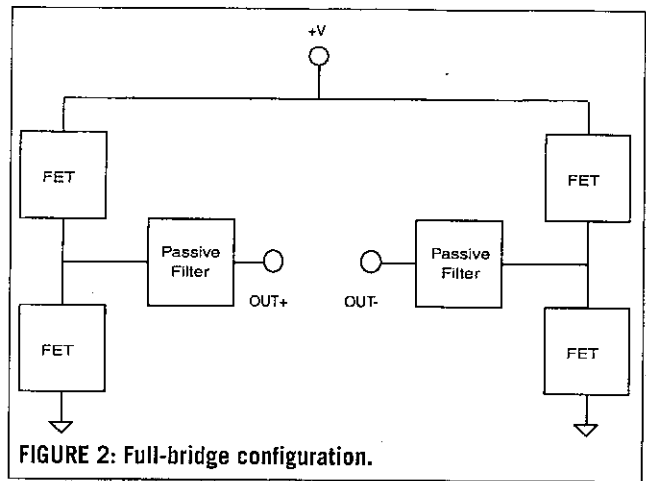 +V
FET
FET
Passive
Filter
Passive
Filter
OUT+
OUT-
FET
FET
FIGURE 2: Full-bridge configuration.